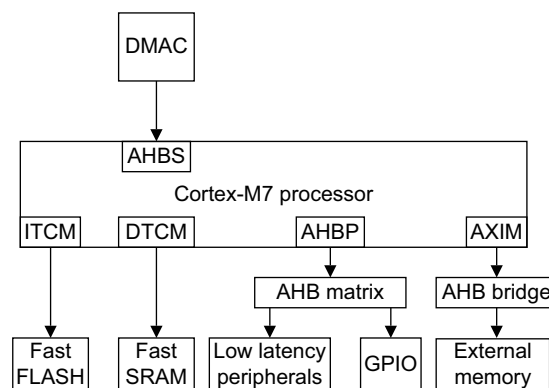 DMAC
AHBS
Cortex-M7 processor
ITCM
DTCM
AHBP
AXIM
AHB matrix
AHB bridge
Fast
FLASH
Fast
SRAM
Low latency
peripherals
GPIO
External
memory